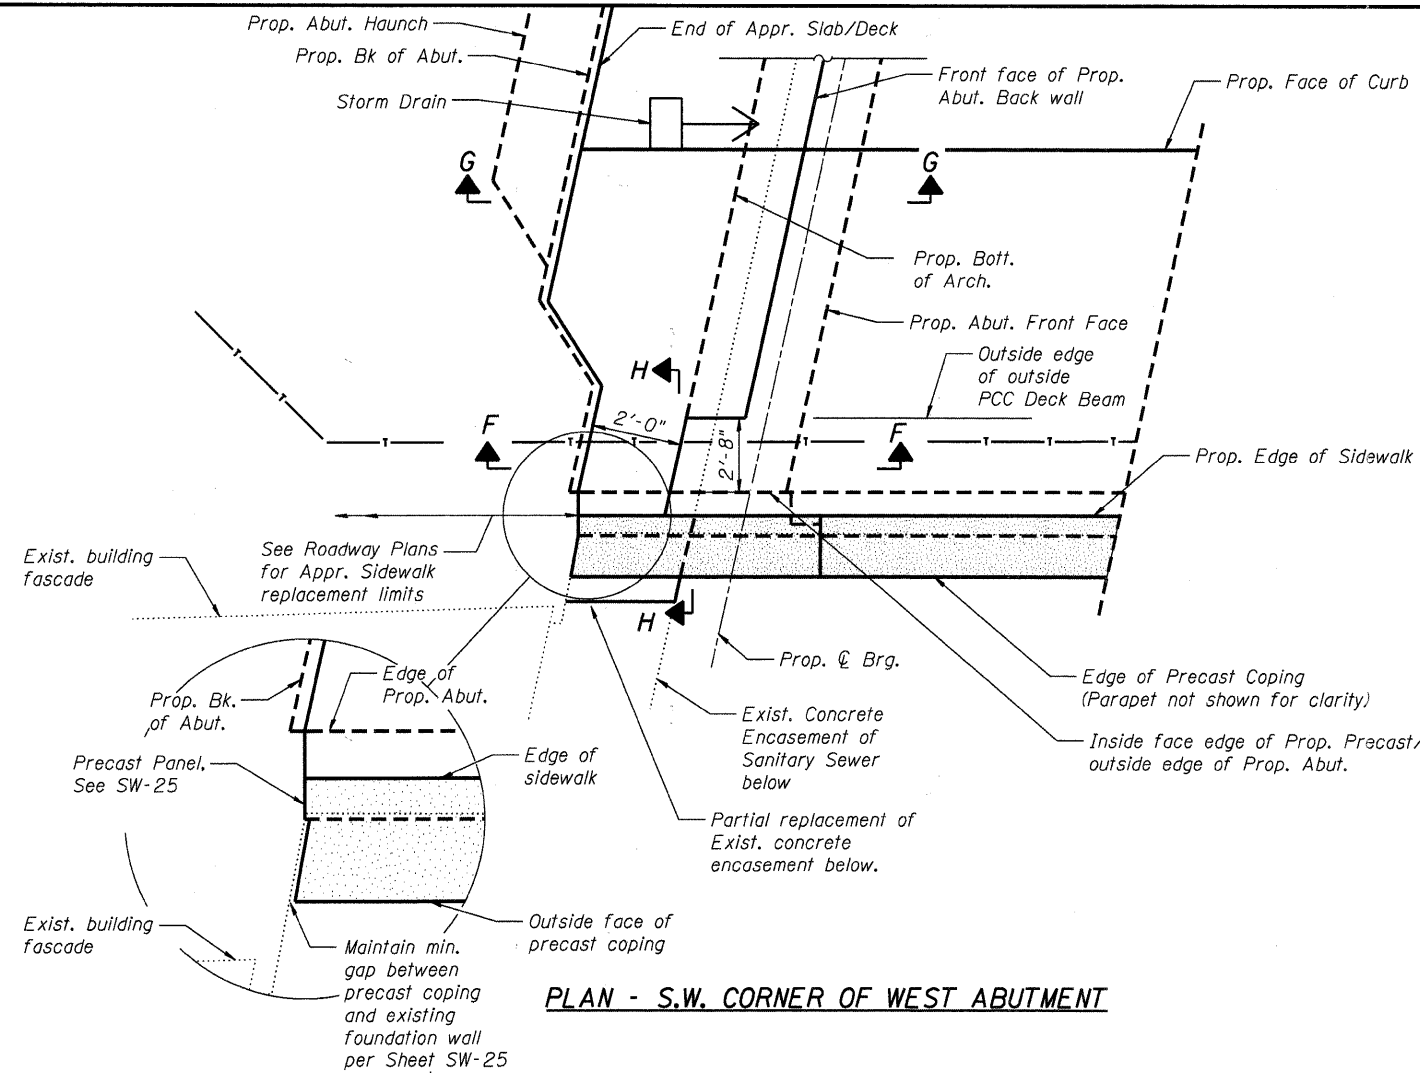 Prop. Abut. Haunch
End of Appr. Slab/Deck
Prop. Bk of Abut.
Front face of Prop.
Abut. Back wall
Prop. Face of Curb
Storm Drain
G
G
Prop. Bott.
of Arch.
Prop. Abut. Front Face
Outside edge
of outside
PCC Deck Beam
H
2'-0"
F
F
2'-8"
T
T
T
T
T
T
T
T
T
Prop. Edge of Sidewalk
See Roadway Plans
for Appr. Sidewalk
replacement limits
Exist. building
fascade
H
Prop. ℄ Brg.
Edge of Precast Coping
(Parapet not shown for clarity)
Edge of
Prop. Abut.
Prop. Bk.
of Abut.
Exist. Concrete
Encasement of
Sanitary Sewer
below
Inside face edge of Prop. Precast/
outside edge of Prop. Abut.
Precast Panel,
See SW-25
Edge of
sidewalk
Partial replacement of
Exist. concrete
encasement below.
Exist. building
fascade
Outside face of
precast coping
Maintain min.
gap between
precast coping
and existing
foundation wall
per Sheet SW-25
PLAN - S.W. CORNER OF WEST ABUTMENT